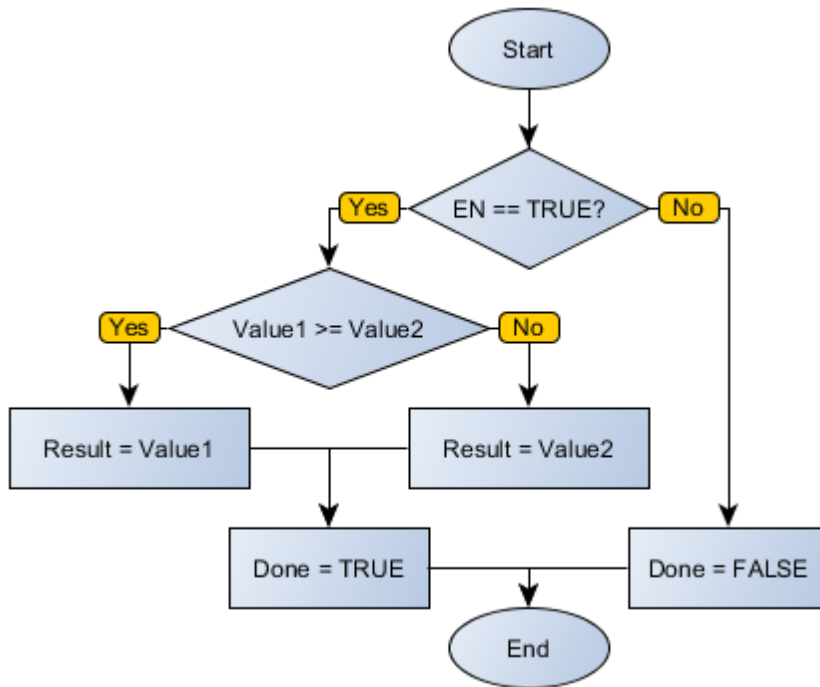 Start
EN == TRUE?
Yes
No
Value1 >= Value2
Yes
No
Result = Value1
Result = Value2
Done = TRUE
Done = FALSE
End